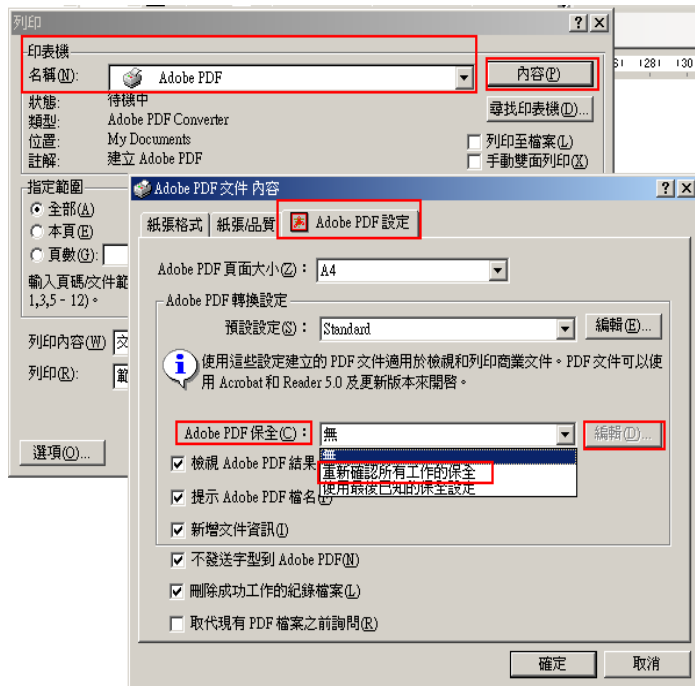 列印
印表機
名稱(N): Adobe PDF 內容(P)
狀態: 待機中 尋找印表機(D)...
類型: Adobe PDF Converter
位置: My Documents 列印至檔案(L)
註解: 建立 Adobe PDF 手動雙面列印(X)
指定範圍
全部(A)
本頁(E)
頁數(G):
輸入頁碼/文件範
1,3,5 - 12)。
列印內容(W)
列印(R): 範
選項(O)...
128 130
Adobe PDF 文件 內容
紙張格式 紙張/品質 Adobe PDF 設定
Adobe PDF 頁面大小(Z)： A4
Adobe PDF 轉換設定
預設設定(S)： Standard 編輯(E)...
使用這些設定建立的 PDF 文件適用於檢視和列印商業文件。PDF 文件可以使
用 Acrobat 和 Reader 5.0 及更新版本來開啓。
Adobe PDF 保全(C)： 無 編輯(D)...
無
檢視 Adobe PDF 結果 重新確認所有工作的保全
使用最後已知的保全設定
提示 Adobe PDF 檔名
新增文件資訊(I)
不發送字型到 Adobe PDF(N)
刪除成功工作的紀錄檔案(L)
取代現有 PDF 檔案之前詢問(R)
確定 取消